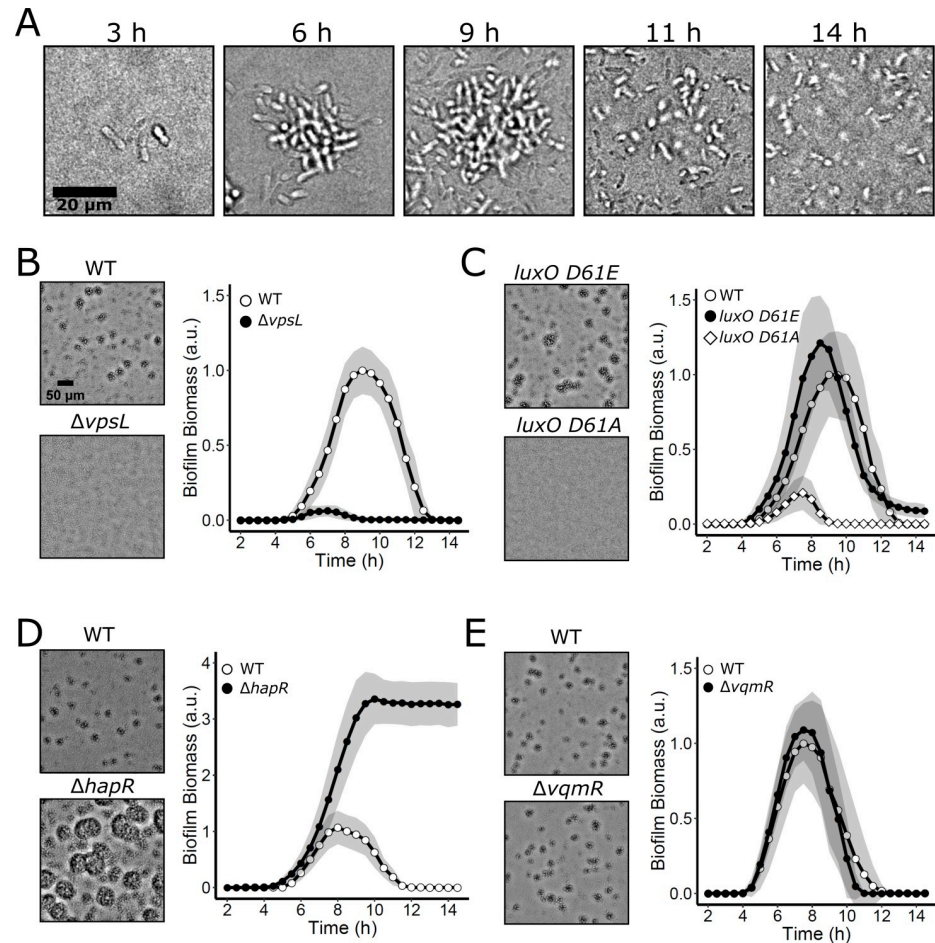 A
3 h 6 h 9 h 11 h 14 h
20 µm
B
WT
50 µm
ΔvpsL
Biofilm Biomass (a.u.)
1.5
1.0
0.5
0.0
WT
ΔvpsL
2 4 6 8 10 12 14
Time (h)
C
luxO D61E
luxO D61A
Biofilm Biomass (a.u.)
1.5
1.0
0.5
0.0
WT
luxO D61E
luxO D61A
2 4 6 8 10 12 14
Time (h)
D
WT
ΔhapR
Biofilm Biomass (a.u.)
4
3
2
1
0
WT
ΔhapR
2 4 6 8 10 12 14
Time (h)
E
WT
ΔvqmR
Biofilm Biomass (a.u.)
1.5
1.0
0.5
0.0
WT
ΔvqmR
2 4 6 8 10 12 14
Time (h)